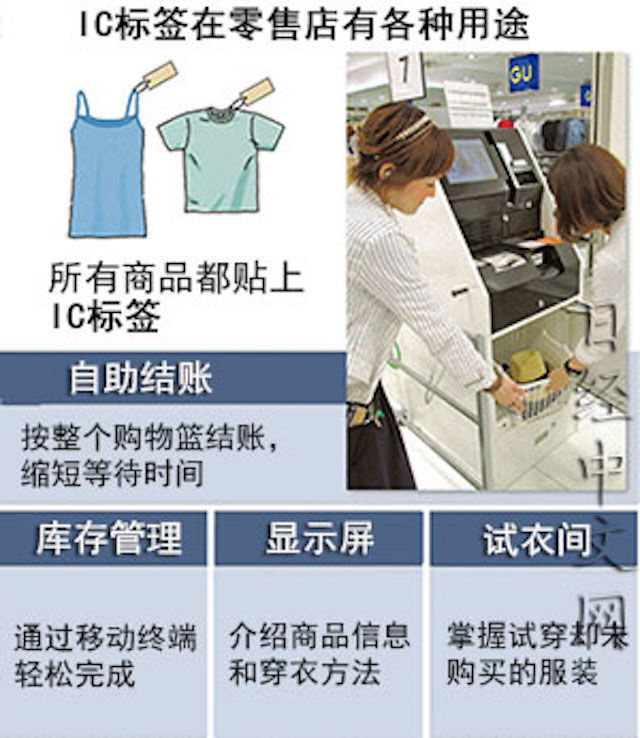 IC标签在零售店有各种用途
7
GU
所有商品都贴上
IC标签
自助结账
按整个购物篮结账，
缩短等待时间
库存管理
显示屏
试衣间
通过移动终端
轻松完成
介绍商品信息
和穿衣方法
掌握试穿却未
购买的服装
日经中文网